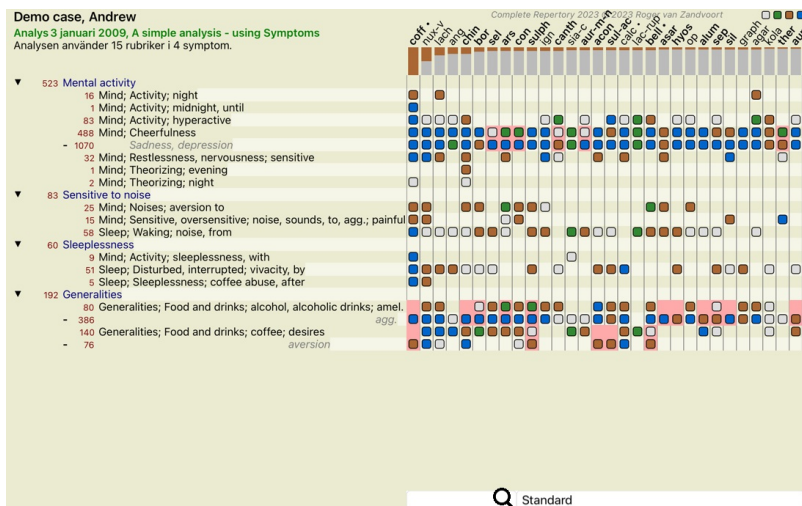 Demo case, Andrew
Complete Repertory 2023 © 2023 Roger van Zandvoort
Analys 3 januari 2009, A simple analysis - using Symptoms
Analysen använder 15 rubriker i 4 symptom.
coff • nux-v lach ang chin bor sel ars con sulph ign canth sia-c aur-m-n acon sul-ac calc • lac-rup bell • asar hyos op alum sep sil graph agar kola ther
▼ 523 Mental activity
16 Mind; Activity; night
1 Mind; Activity; midnight, until
83 Mind; Activity; hyperactive
488 Mind; Cheerfulness
- 1070 Sadness, depression
32 Mind; Restlessness, nervousness; sensitive
1 Mind; Theorizing; evening
2 Mind; Theorizing; night
▼ 83 Sensitive to noise
25 Mind; Noises; aversion to
15 Mind; Sensitive, oversensitive; noise, sounds, to, agg.; painful
58 Sleep; Waking; noise, from
▼ 60 Sleeplessness
9 Mind; Activity; sleeplessness, with
51 Sleep; Disturbed, interrupted; vivacity, by
5 Sleep; Sleeplessness; coffee abuse, after
▼ 192 Generalities
80 Generalities; Food and drinks; alcohol, alcoholic drinks; amel.
- 386 agg.
140 Generalities; Food and drinks; coffee; desires
- 76 aversion
Standard